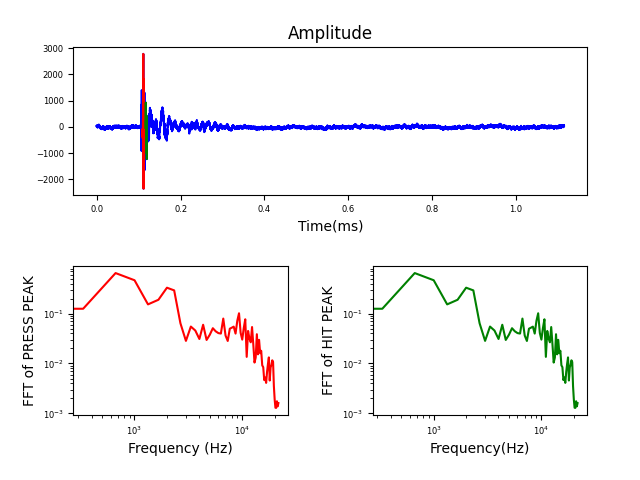 Amplitude
3000
2000
1000
0
−1000
−2000
0.0 0.2 0.4 0.6 0.8 1.0
Time(ms)
FFT of PRESS PEAK
10⁻¹
10⁻²
10⁻³
10³ 10⁴
Frequency (Hz)
FFT of HIT PEAK
10⁻¹
10⁻²
10⁻³
10³ 10⁴
Frequency(Hz)